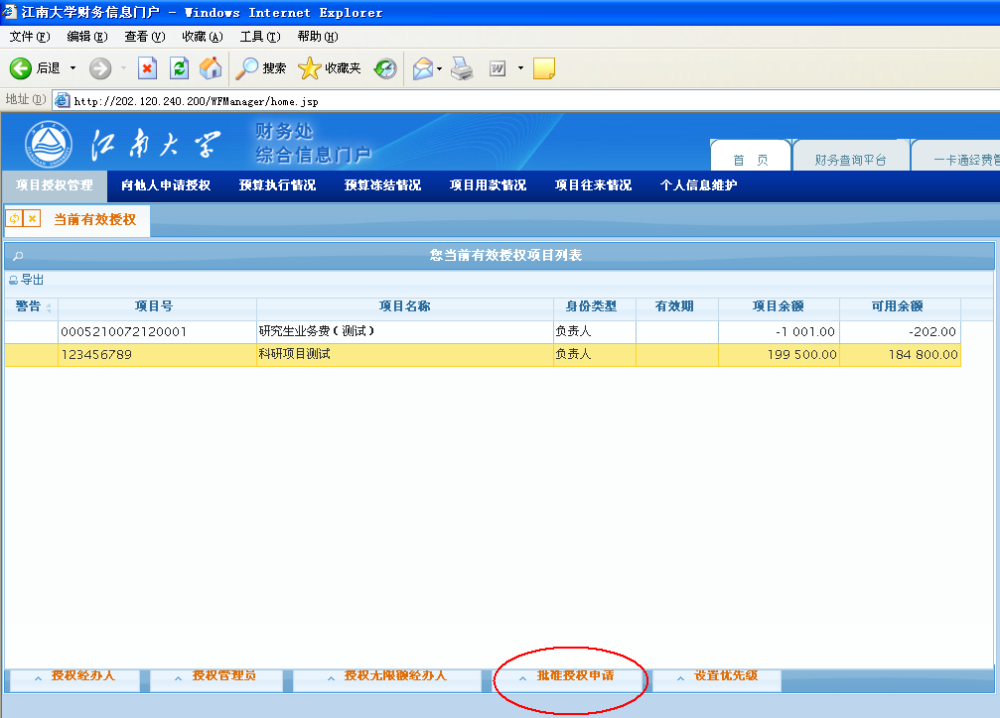 江南大学财务信息门户 - Windows Internet Explorer
文件(F) 编辑(E) 查看(V) 收藏(A) 工具(T) 帮助(H)
后退 搜索 收藏夹
地址(D) http://202.120.240.200/WFManager/home.jsp
江南大学 财务处
综合信息门户
首 页 财务查询平台 一卡通经费管
项目授权管理 向他人申请授权 预算执行情况 预算冻结情况 项目用款情况 项目往来情况 个人信息维护
当前有效授权
您当前有效授权项目列表
导出
警告 项目号 项目名称 身份类型 有效期 项目余额 可用余额
0005210072120001 研究生业务费(测试) 负责人 -1 001.00 -202.00
123456789 科研项目测试 负责人 199 500.00 184 800.00
授权经办人 授权管理员 授权无限额经办人 批准授权申请 设置优先级